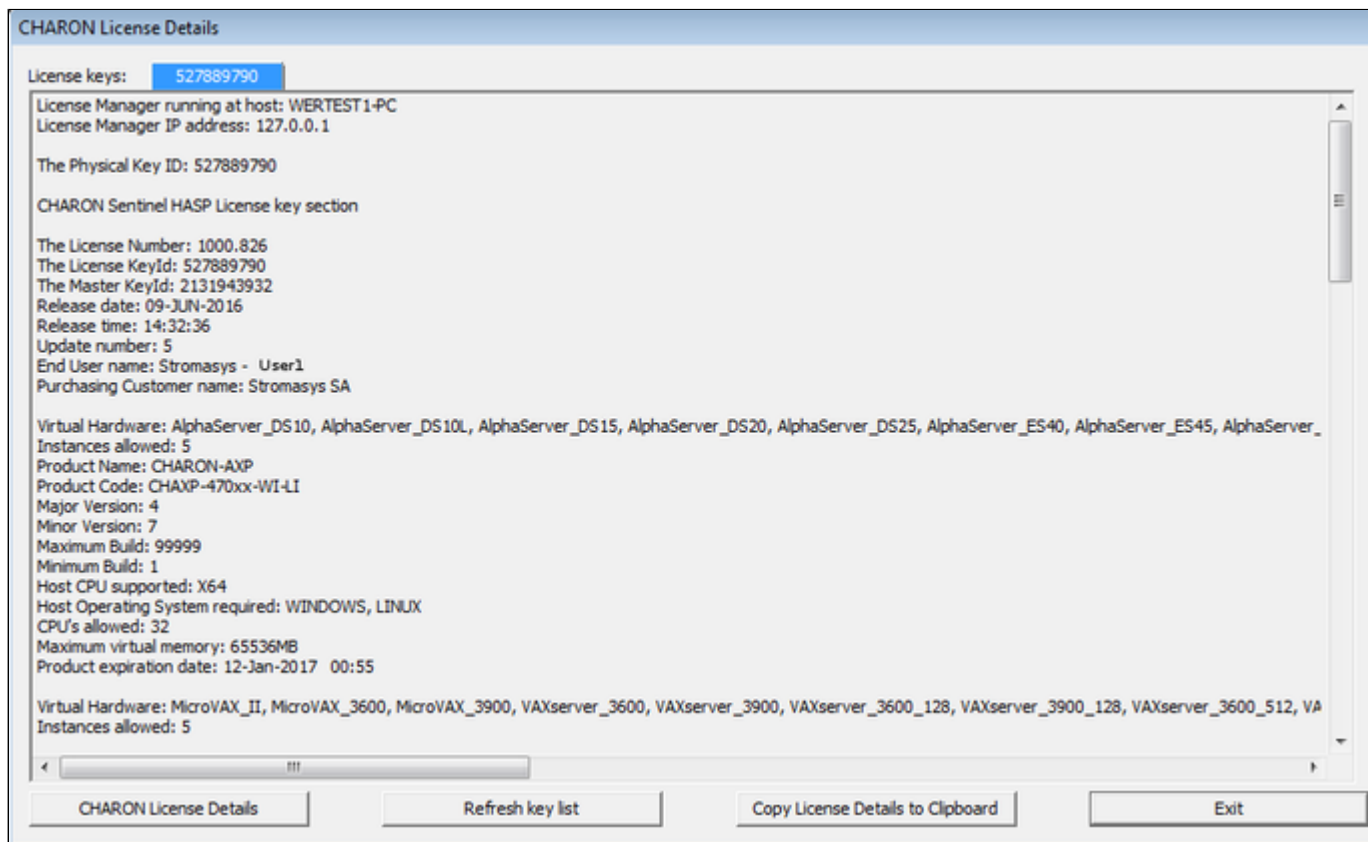 CHARON License Details
License keys: 527889790
License Manager running at host: WERTEST1-PC
License Manager IP address: 127.0.0.1
The Physical Key ID: 527889790
CHARON Sentinel HASP License key section
The License Number: 1000.826
The License KeyId: 527889790
The Master KeyId: 2131943932
Release date: 09-JUN-2016
Release time: 14:32:36
Update number: 5
End User name: Stromasys - User1
Purchasing Customer name: Stromasys SA
Virtual Hardware: AlphaServer_DS10, AlphaServer_DS10L, AlphaServer_DS15, AlphaServer_DS20, AlphaServer_DS25, AlphaServer_ES40, AlphaServer_ES45, AlphaServer_
Instances allowed: 5
Product Name: CHARON-AXP
Product Code: CHAXP-470xx-WI-LI
Major Version: 4
Minor Version: 7
Maximum Build: 99999
Minimum Build: 1
Host CPU supported: X64
Host Operating System required: WINDOWS, LINUX
CPU's allowed: 32
Maximum virtual memory: 65536MB
Product expiration date: 12-Jan-2017 00:55
Virtual Hardware: MicroVAX_II, MicroVAX_3600, MicroVAX_3900, VAXserver_3600, VAXserver_3900, VAXserver_3600_128, VAXserver_3900_128, VAXserver_3600_512, VA
Instances allowed: 5
CHARON License Details
Refresh key list
Copy License Details to Clipboard
Exit